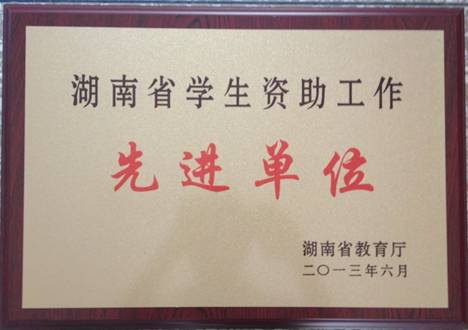 湖南省学生资助工作
先进单位
湖南省教育厅
二〇一三年六月